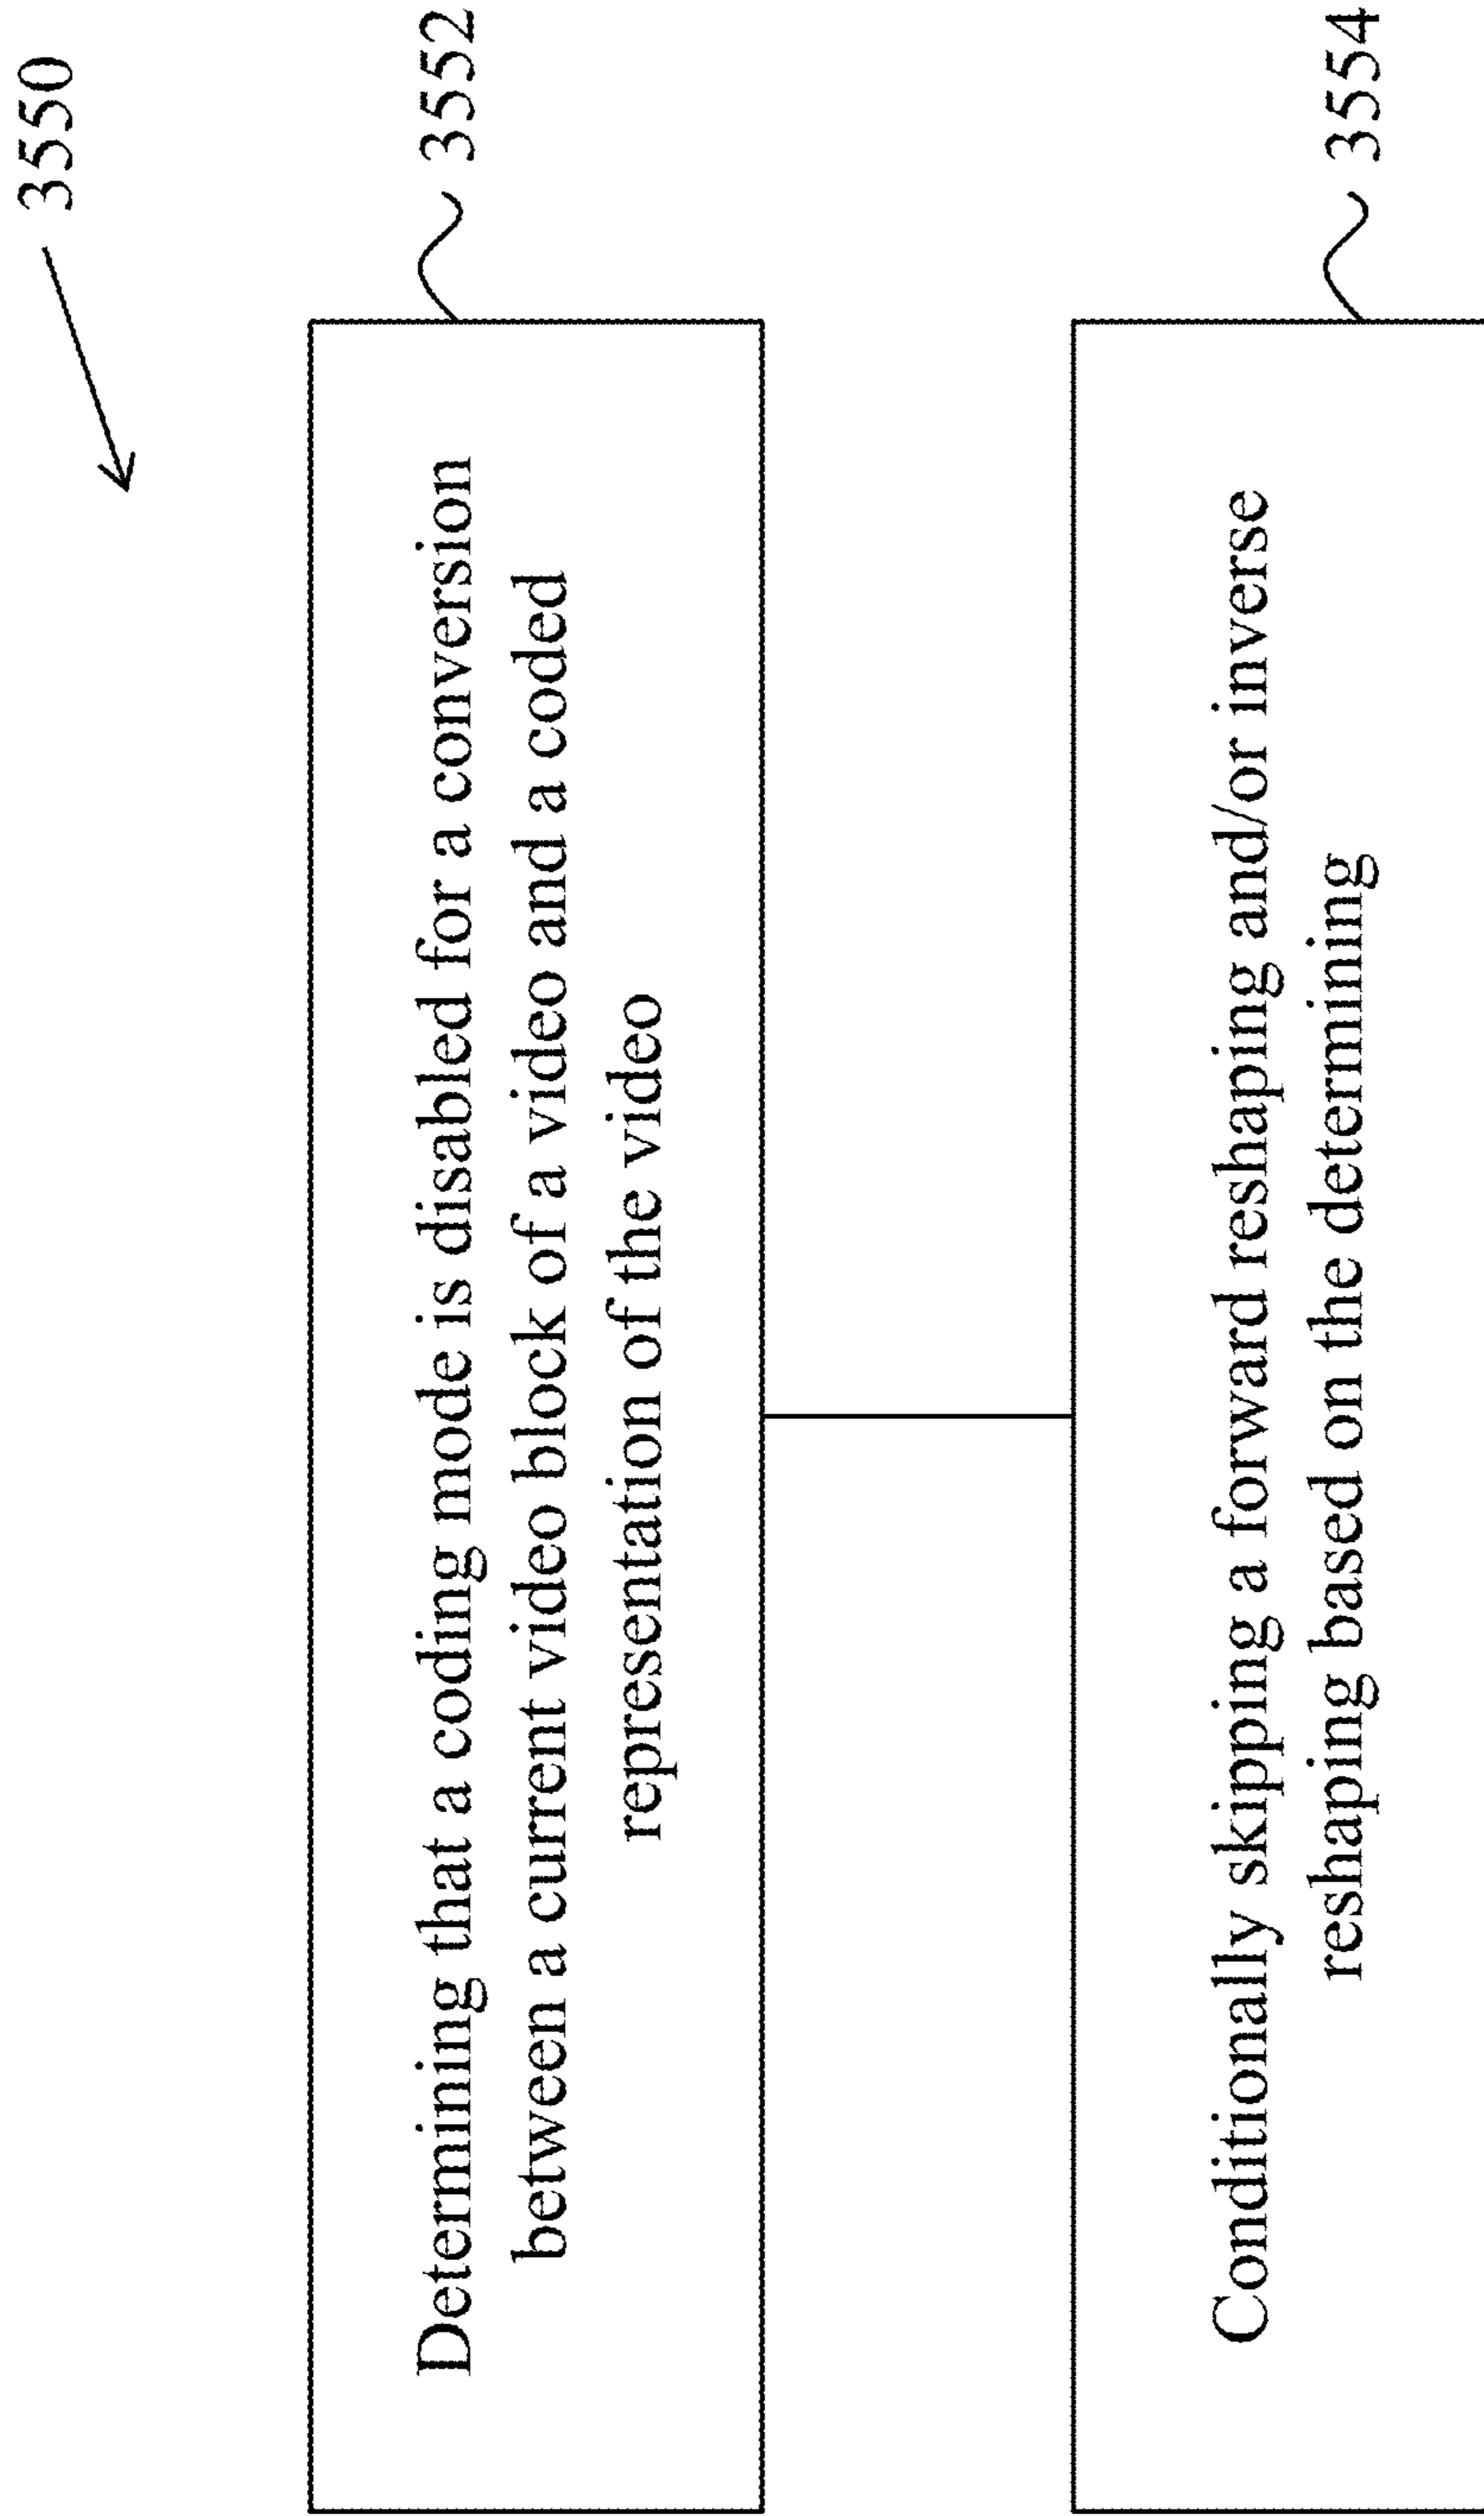 3550
Determining that a coding mode is disabled for a conversion
between a current video block of a video and a coded
representation of the video
3552
Conditionally skipping a forward reshaping and/or inverse
reshaping based on the determining
3554